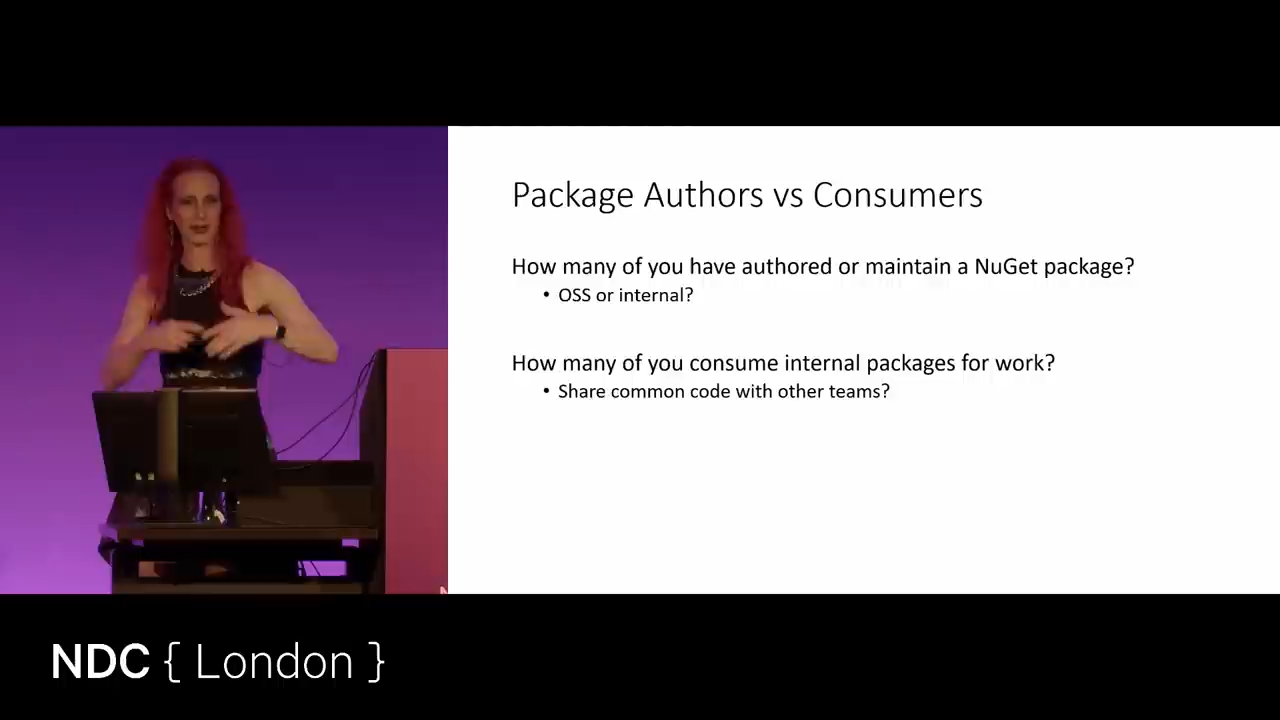 Package Authors vs Consumers
How many of you have authored or maintain a NuGet package?
• OSS or internal?
How many of you consume internal packages for work?
• Share common code with other teams?
NDC { London }